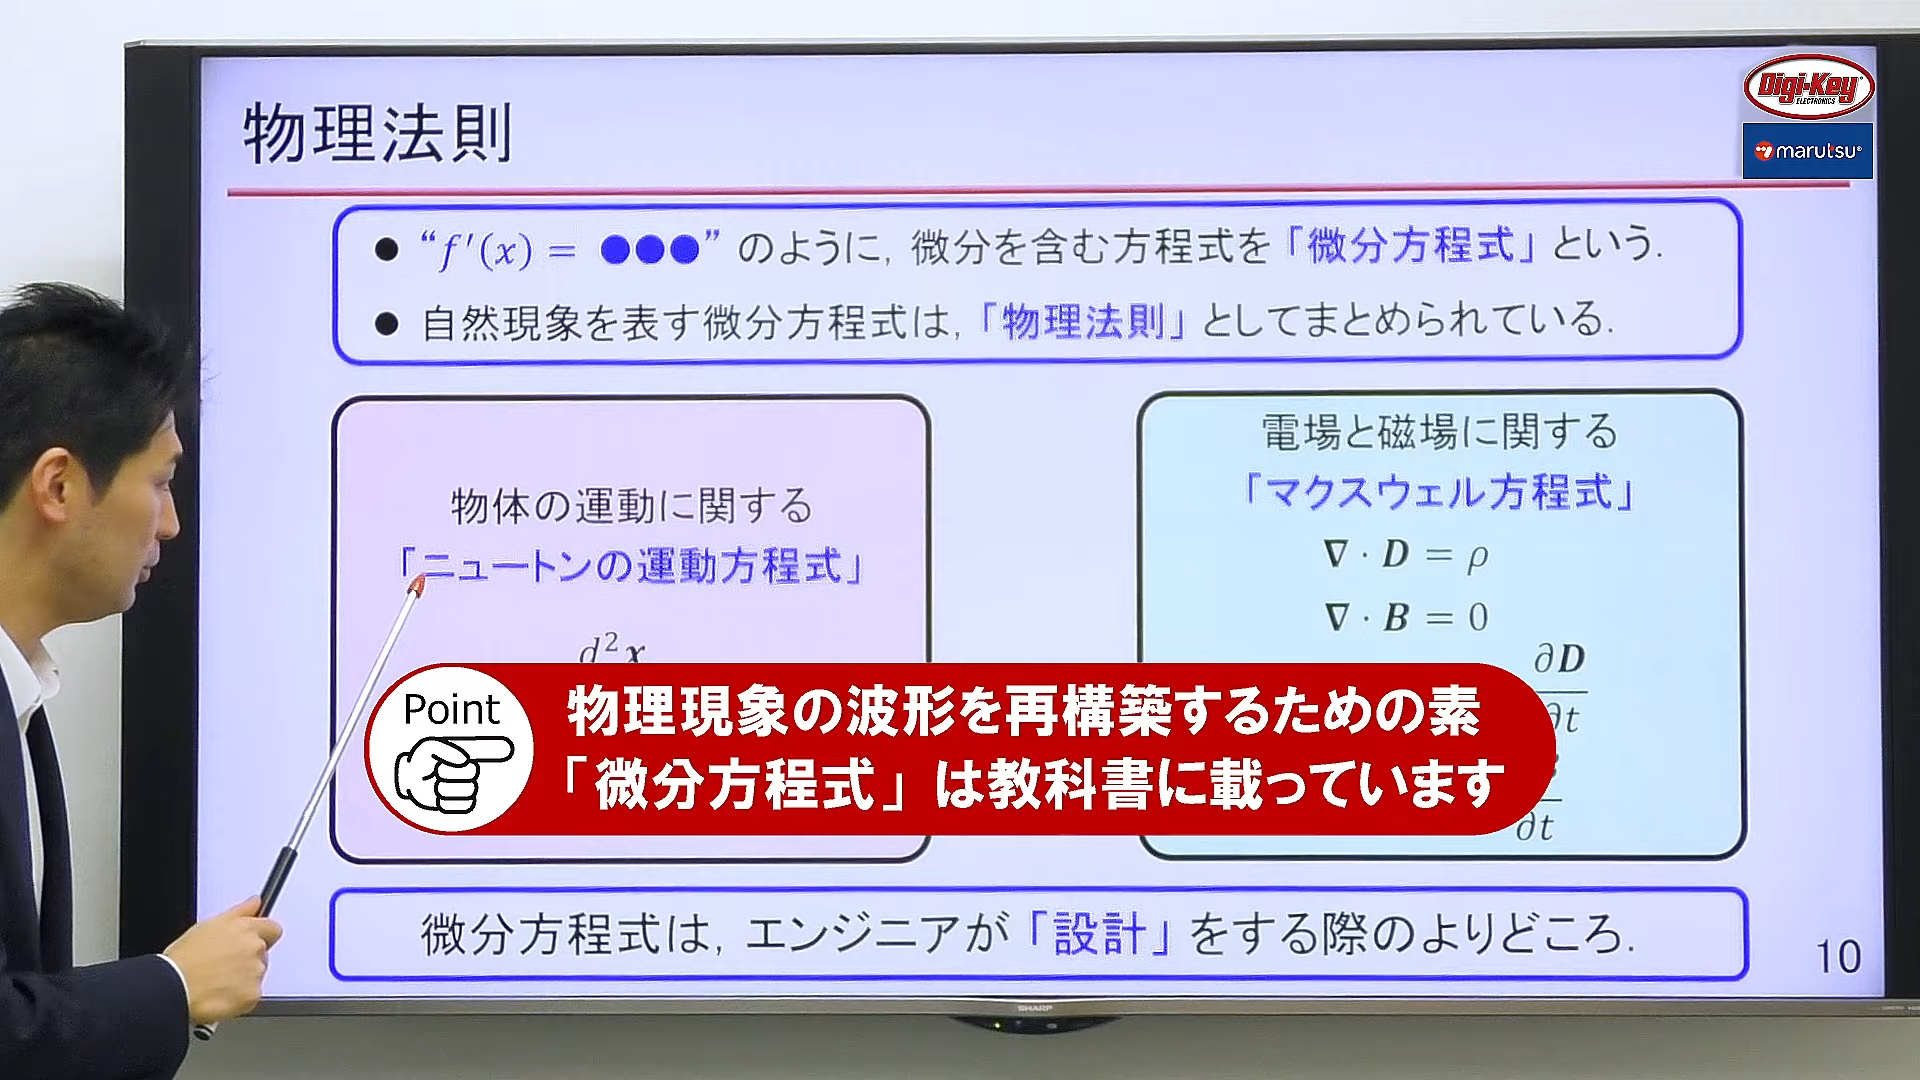 物理法則
Digi-Key
ELECTRONICS
marutsu
● “f′(x) = ●●●” のように, 微分を含む方程式を「微分方程式」という.
● 自然現象を表す微分方程式は,「物理法則」としてまとめられている.
物体の運動に関する
「ニュートンの運動方程式」
d²x
電場と磁場に関する
「マクスウェル方程式」
∇ · D = ρ
∇ · B = 0
∂D
∂t
∂t
Point
物理現象の波形を再構築するための素
「微分方程式」は教科書に載っています
微分方程式は, エンジニアが「設計」をする際のよりどころ.
10
SHARP